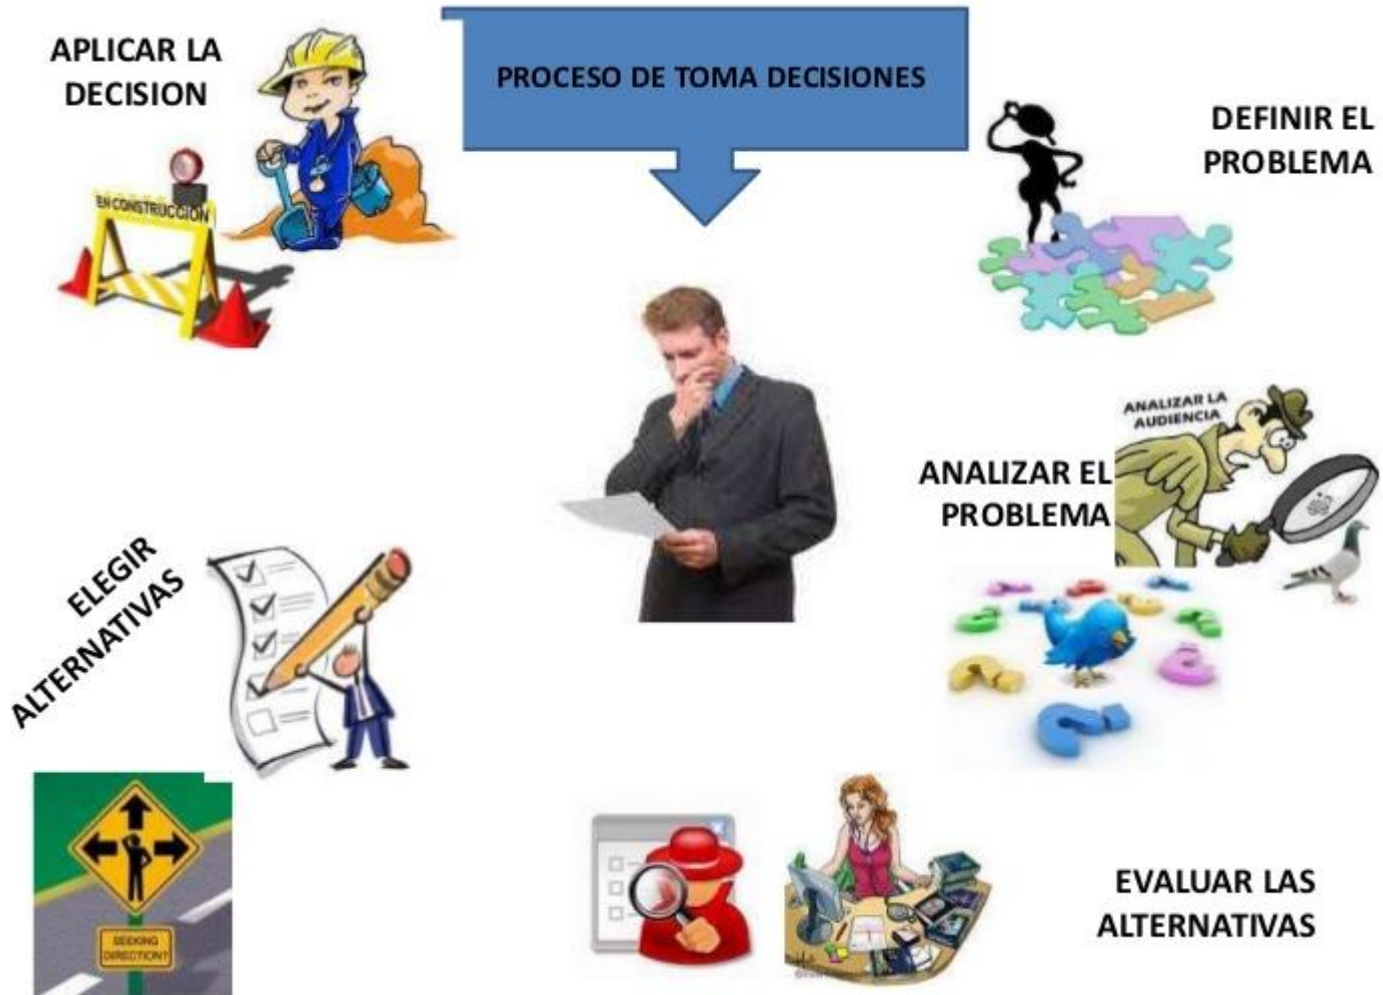 PROCESO DE TOMA DECISIONES
APLICAR LA
DECISION
EN CONSTRUCCION
DEFINIR EL
PROBLEMA
ANALIZAR LA
AUDIENCIA
ANALIZAR EL
PROBLEMA
ELEGIR
ALTERNATIVAS
SEEKING
DIRECTION?
EVALUAR LAS
ALTERNATIVAS